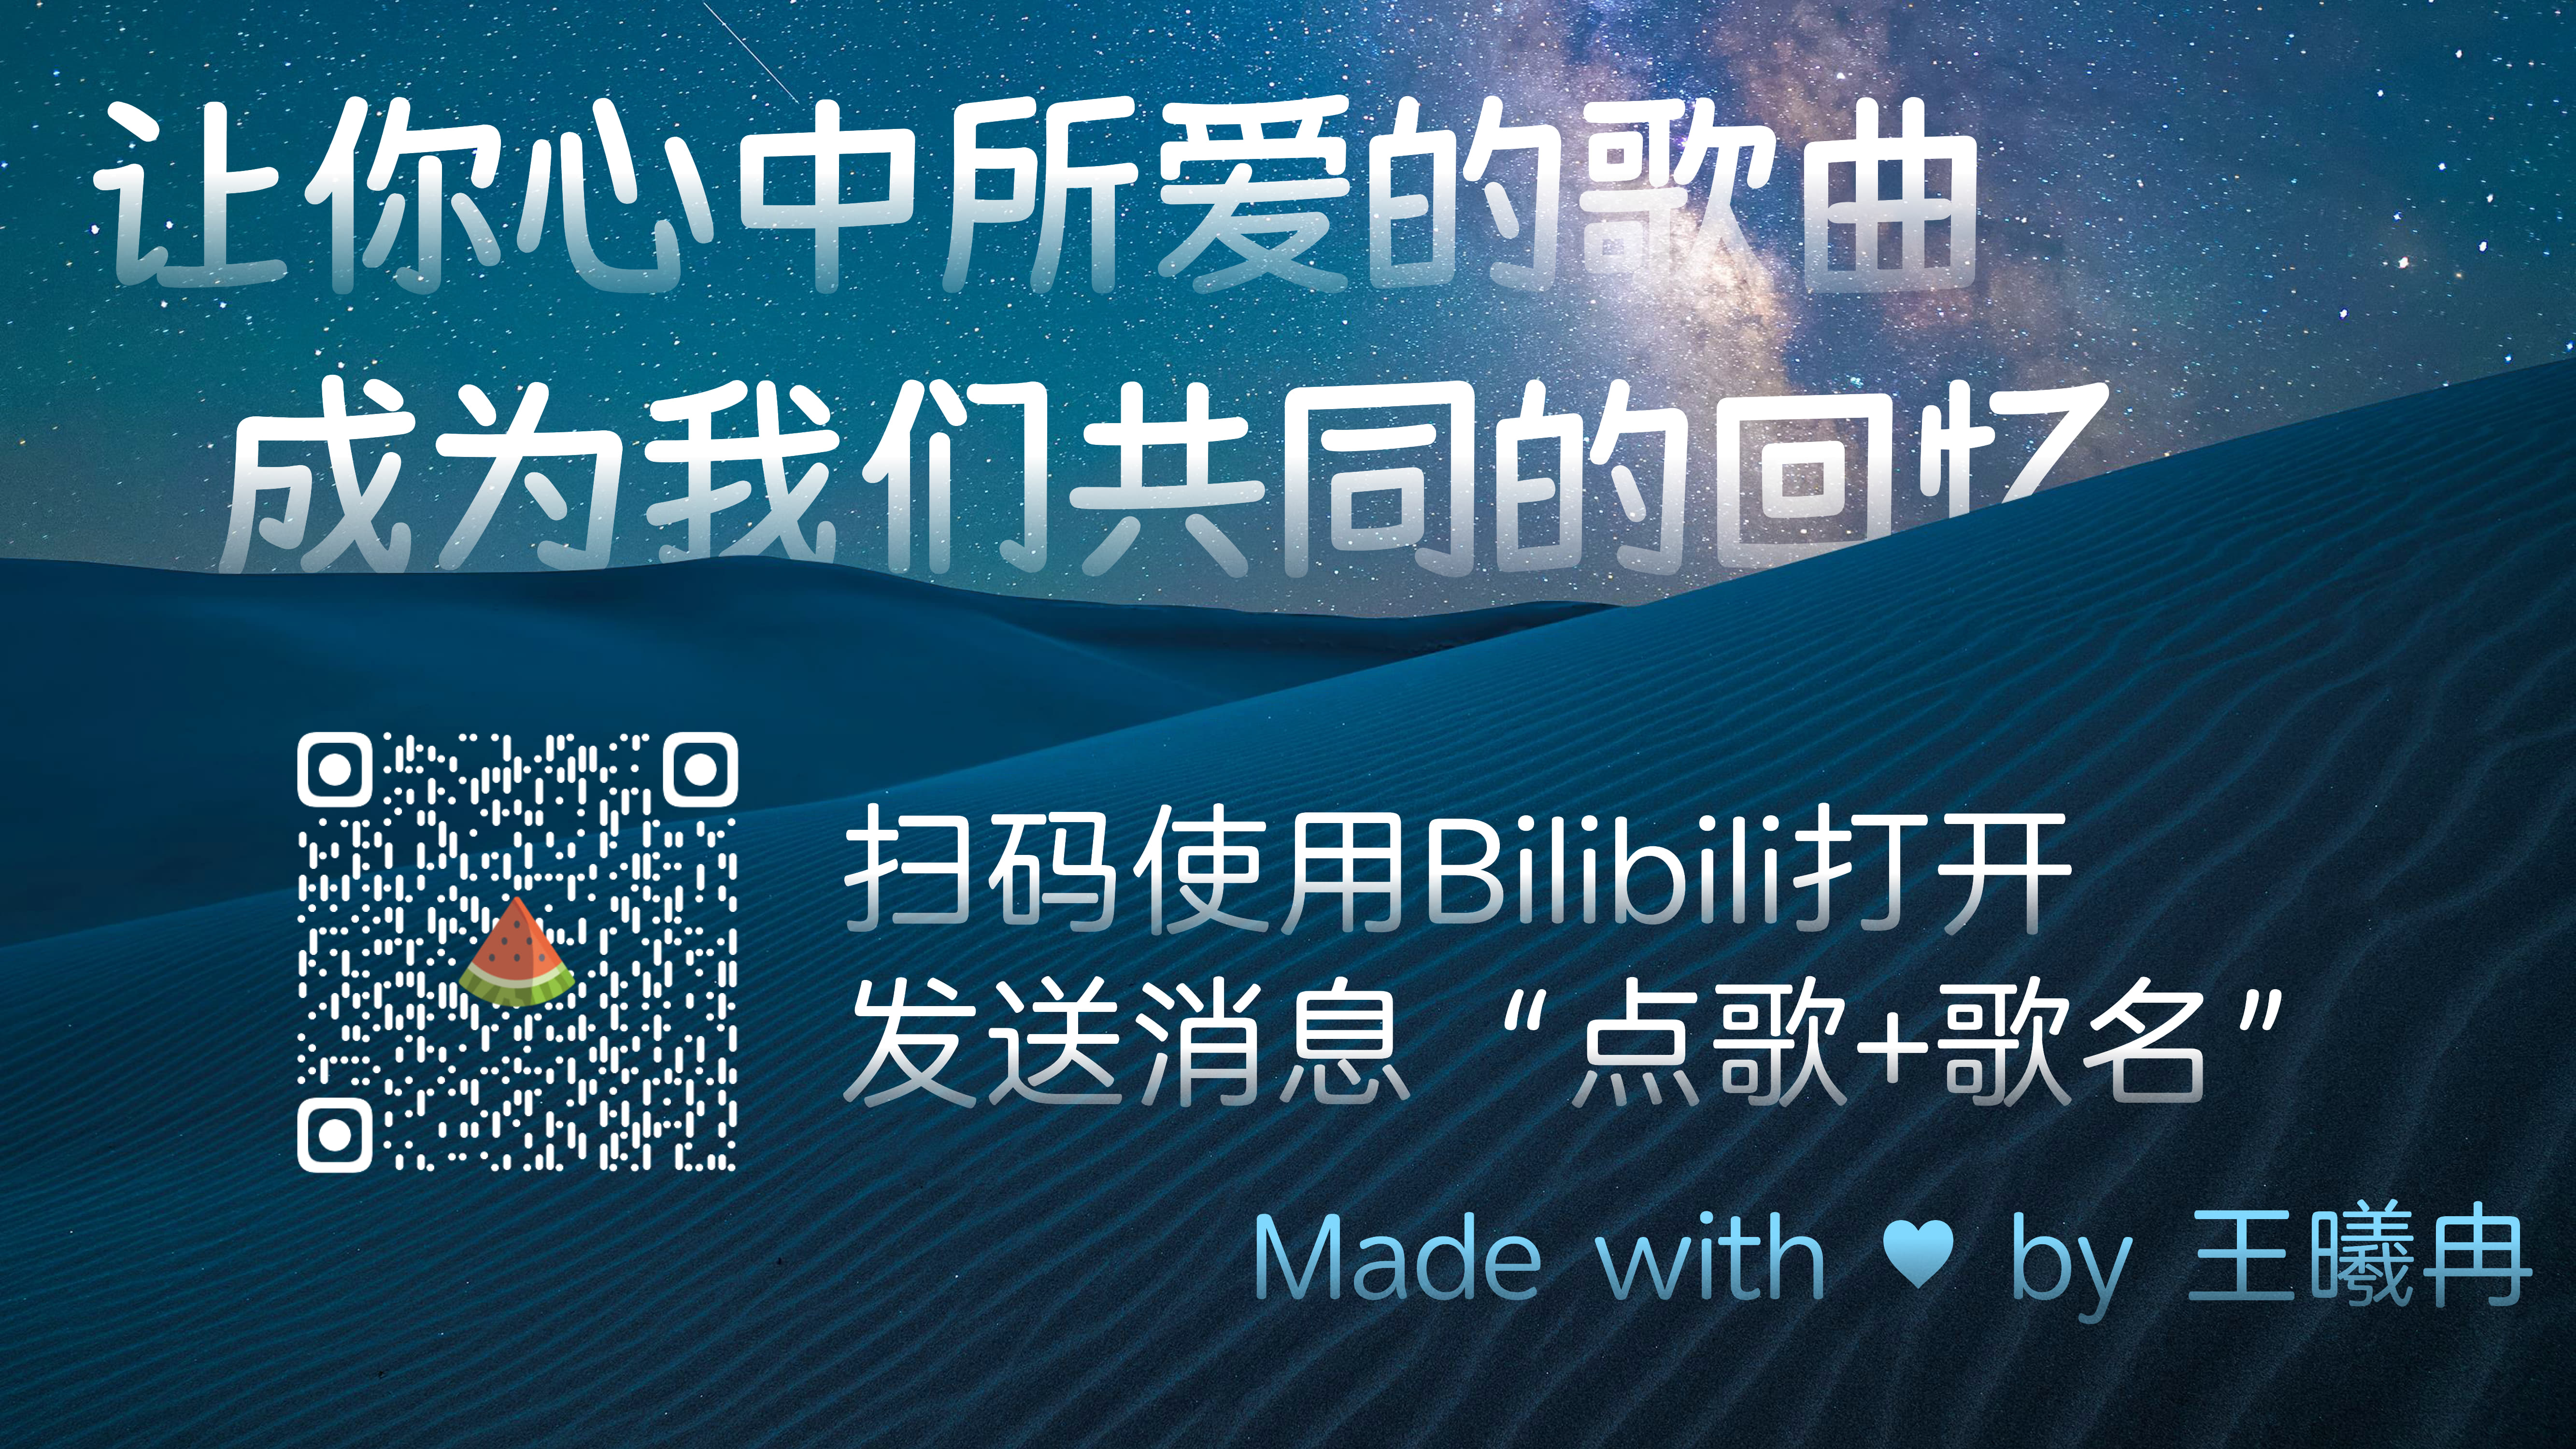 让你心中所爱的歌曲
成为我们共同的回忆
扫码使用Bilibili打开
发送消息“点歌+歌名”
Made with ♥ by 王曦冉